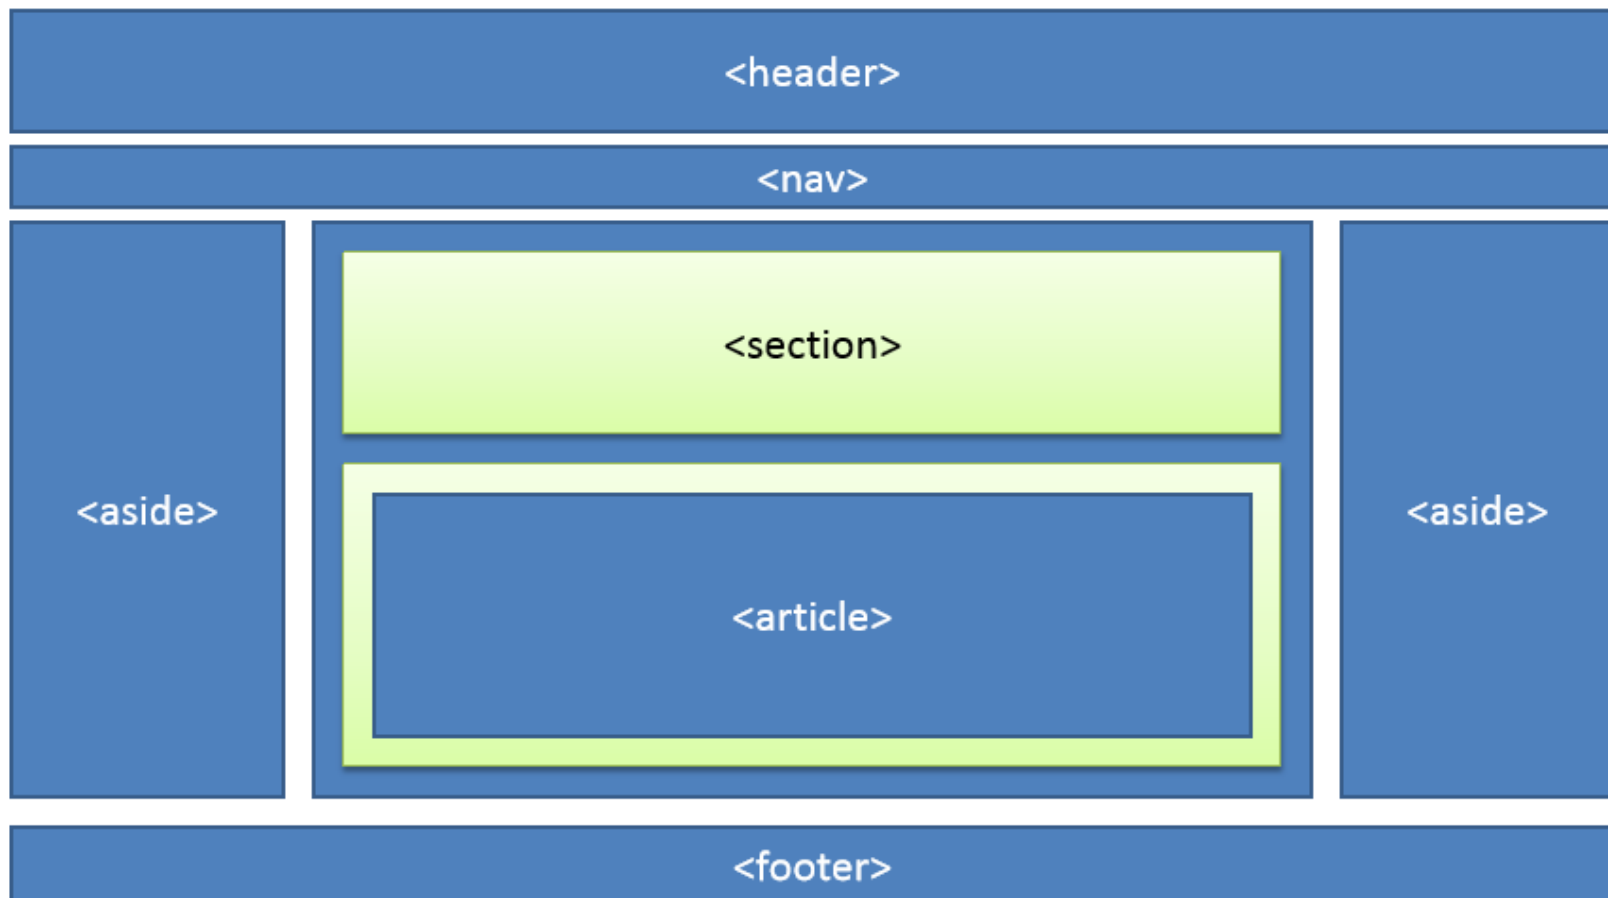 <header>
<nav>
<section>
<aside>
<aside>
<article>
<footer>